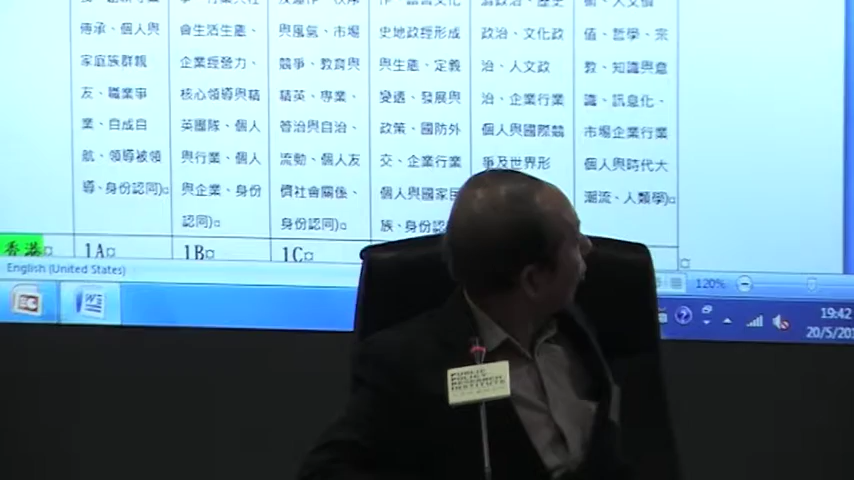 傳承、個人與 會生活生態、 與風氣、市場 史地政經形成 政治、文化政 值、哲學、宗
家庭族群親 企業經營力、 競爭、教育與 與生態、定義 治、人文政 教、知識與意
友、職業事 核心領導與精 精英、專業、 變遷、發展與 治、企業行業 識、訊息化、
業、自成自 英團隊、個人 管治與自治、 政策、國防外 個人與國際競 市場企業行業
航、領導被領 與行業、個人 流動、個人友 交、企業行業 爭及世界形 個人與時代大
導、身份認同) 與企業、身份 儕社會關係、 個人與國家民 潮流、人類學)
認同) 身份認同) 族、身份認
香港 1A 1B 1C
English (United States) 120%
19:42
20/5/20
PUBLIC
POLICY
RESEARCH
INSTITUTE